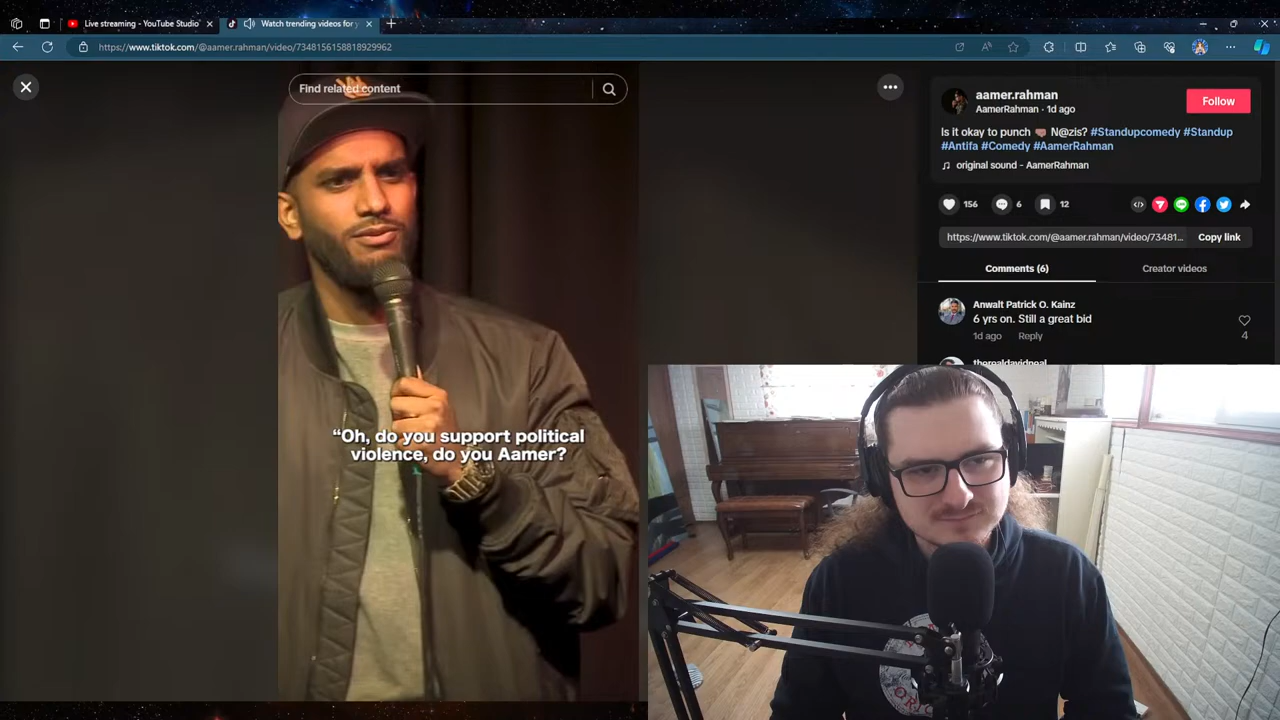 Live streaming - YouTube Studio
Watch trending videos for y
https://www.tiktok.com/@aamer.rahman/video/7348156158818929962
Find related content
aamer.rahman
AamerRahman · 1d ago
Follow
Is it okay to punch 👊🏽 N@zis? #Standupcomedy #Standup
#Antifa #Comedy #AamerRahman
original sound - AamerRahman
156
6
12
https://www.tiktok.com/@aamer.rahman/video/73481...
Copy link
Comments (6)
Creator videos
Anwalt Patrick O. Kainz
6 yrs on. Still a great bid
1d ago
Reply
4
therealdavidneal
“Oh, do you support political
violence, do you Aamer?